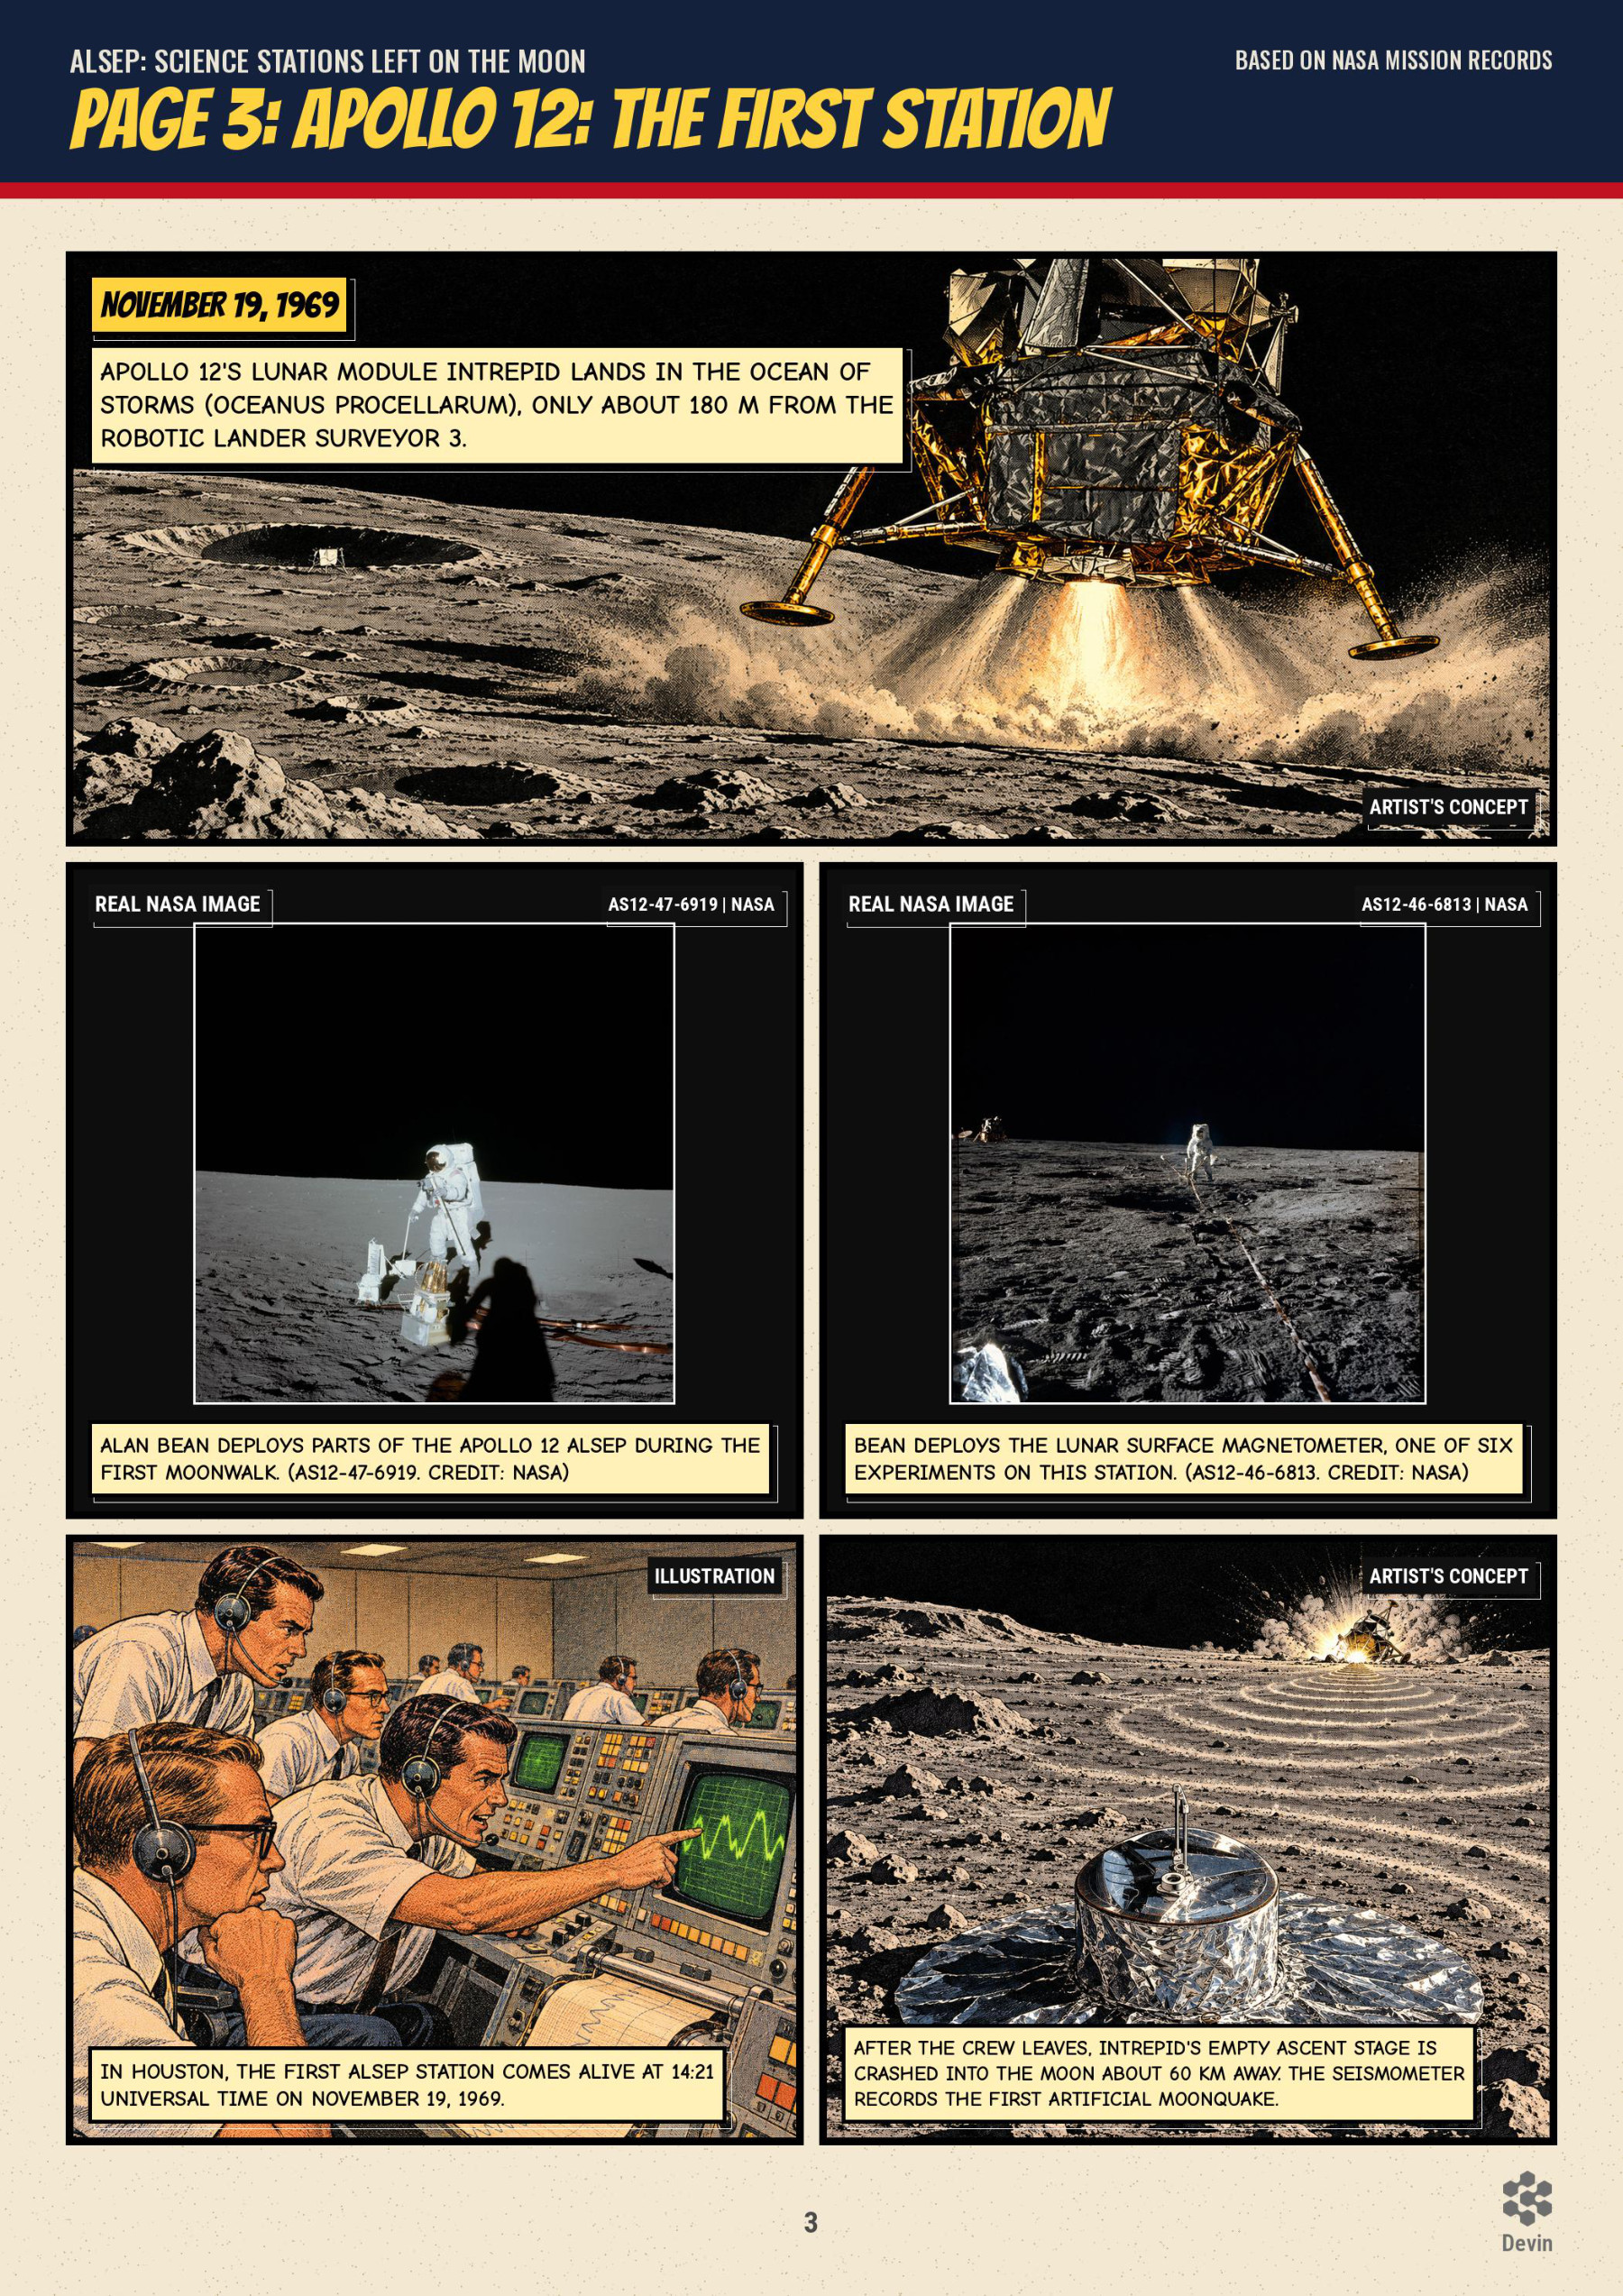 ALSEP: SCIENCE STATIONS LEFT ON THE MOON
BASED ON NASA MISSION RECORDS
PAGE 3: APOLLO 12: THE FIRST STATION
NOVEMBER 19, 1969
APOLLO 12'S LUNAR MODULE INTREPID LANDS IN THE OCEAN OF
STORMS (OCEANUS PROCELLARUM), ONLY ABOUT 180 M FROM THE
ROBOTIC LANDER SURVEYOR 3.
ARTIST'S CONCEPT
REAL NASA IMAGE
AS12-47-6919 | NASA
ALAN BEAN DEPLOYS PARTS OF THE APOLLO 12 ALSEP DURING THE
FIRST MOONWALK. (AS12-47-6919. CREDIT: NASA)
REAL NASA IMAGE
AS12-46-6813 | NASA
BEAN DEPLOYS THE LUNAR SURFACE MAGNETOMETER, ONE OF SIX
EXPERIMENTS ON THIS STATION. (AS12-46-6813. CREDIT: NASA)
ILLUSTRATION
IN HOUSTON, THE FIRST ALSEP STATION COMES ALIVE AT 14:21
UNIVERSAL TIME ON NOVEMBER 19, 1969.
ARTIST'S CONCEPT
AFTER THE CREW LEAVES, INTREPID'S EMPTY ASCENT STAGE IS
CRASHED INTO THE MOON ABOUT 60 KM AWAY. THE SEISMOMETER
RECORDS THE FIRST ARTIFICIAL MOONQUAKE.
3
Devin